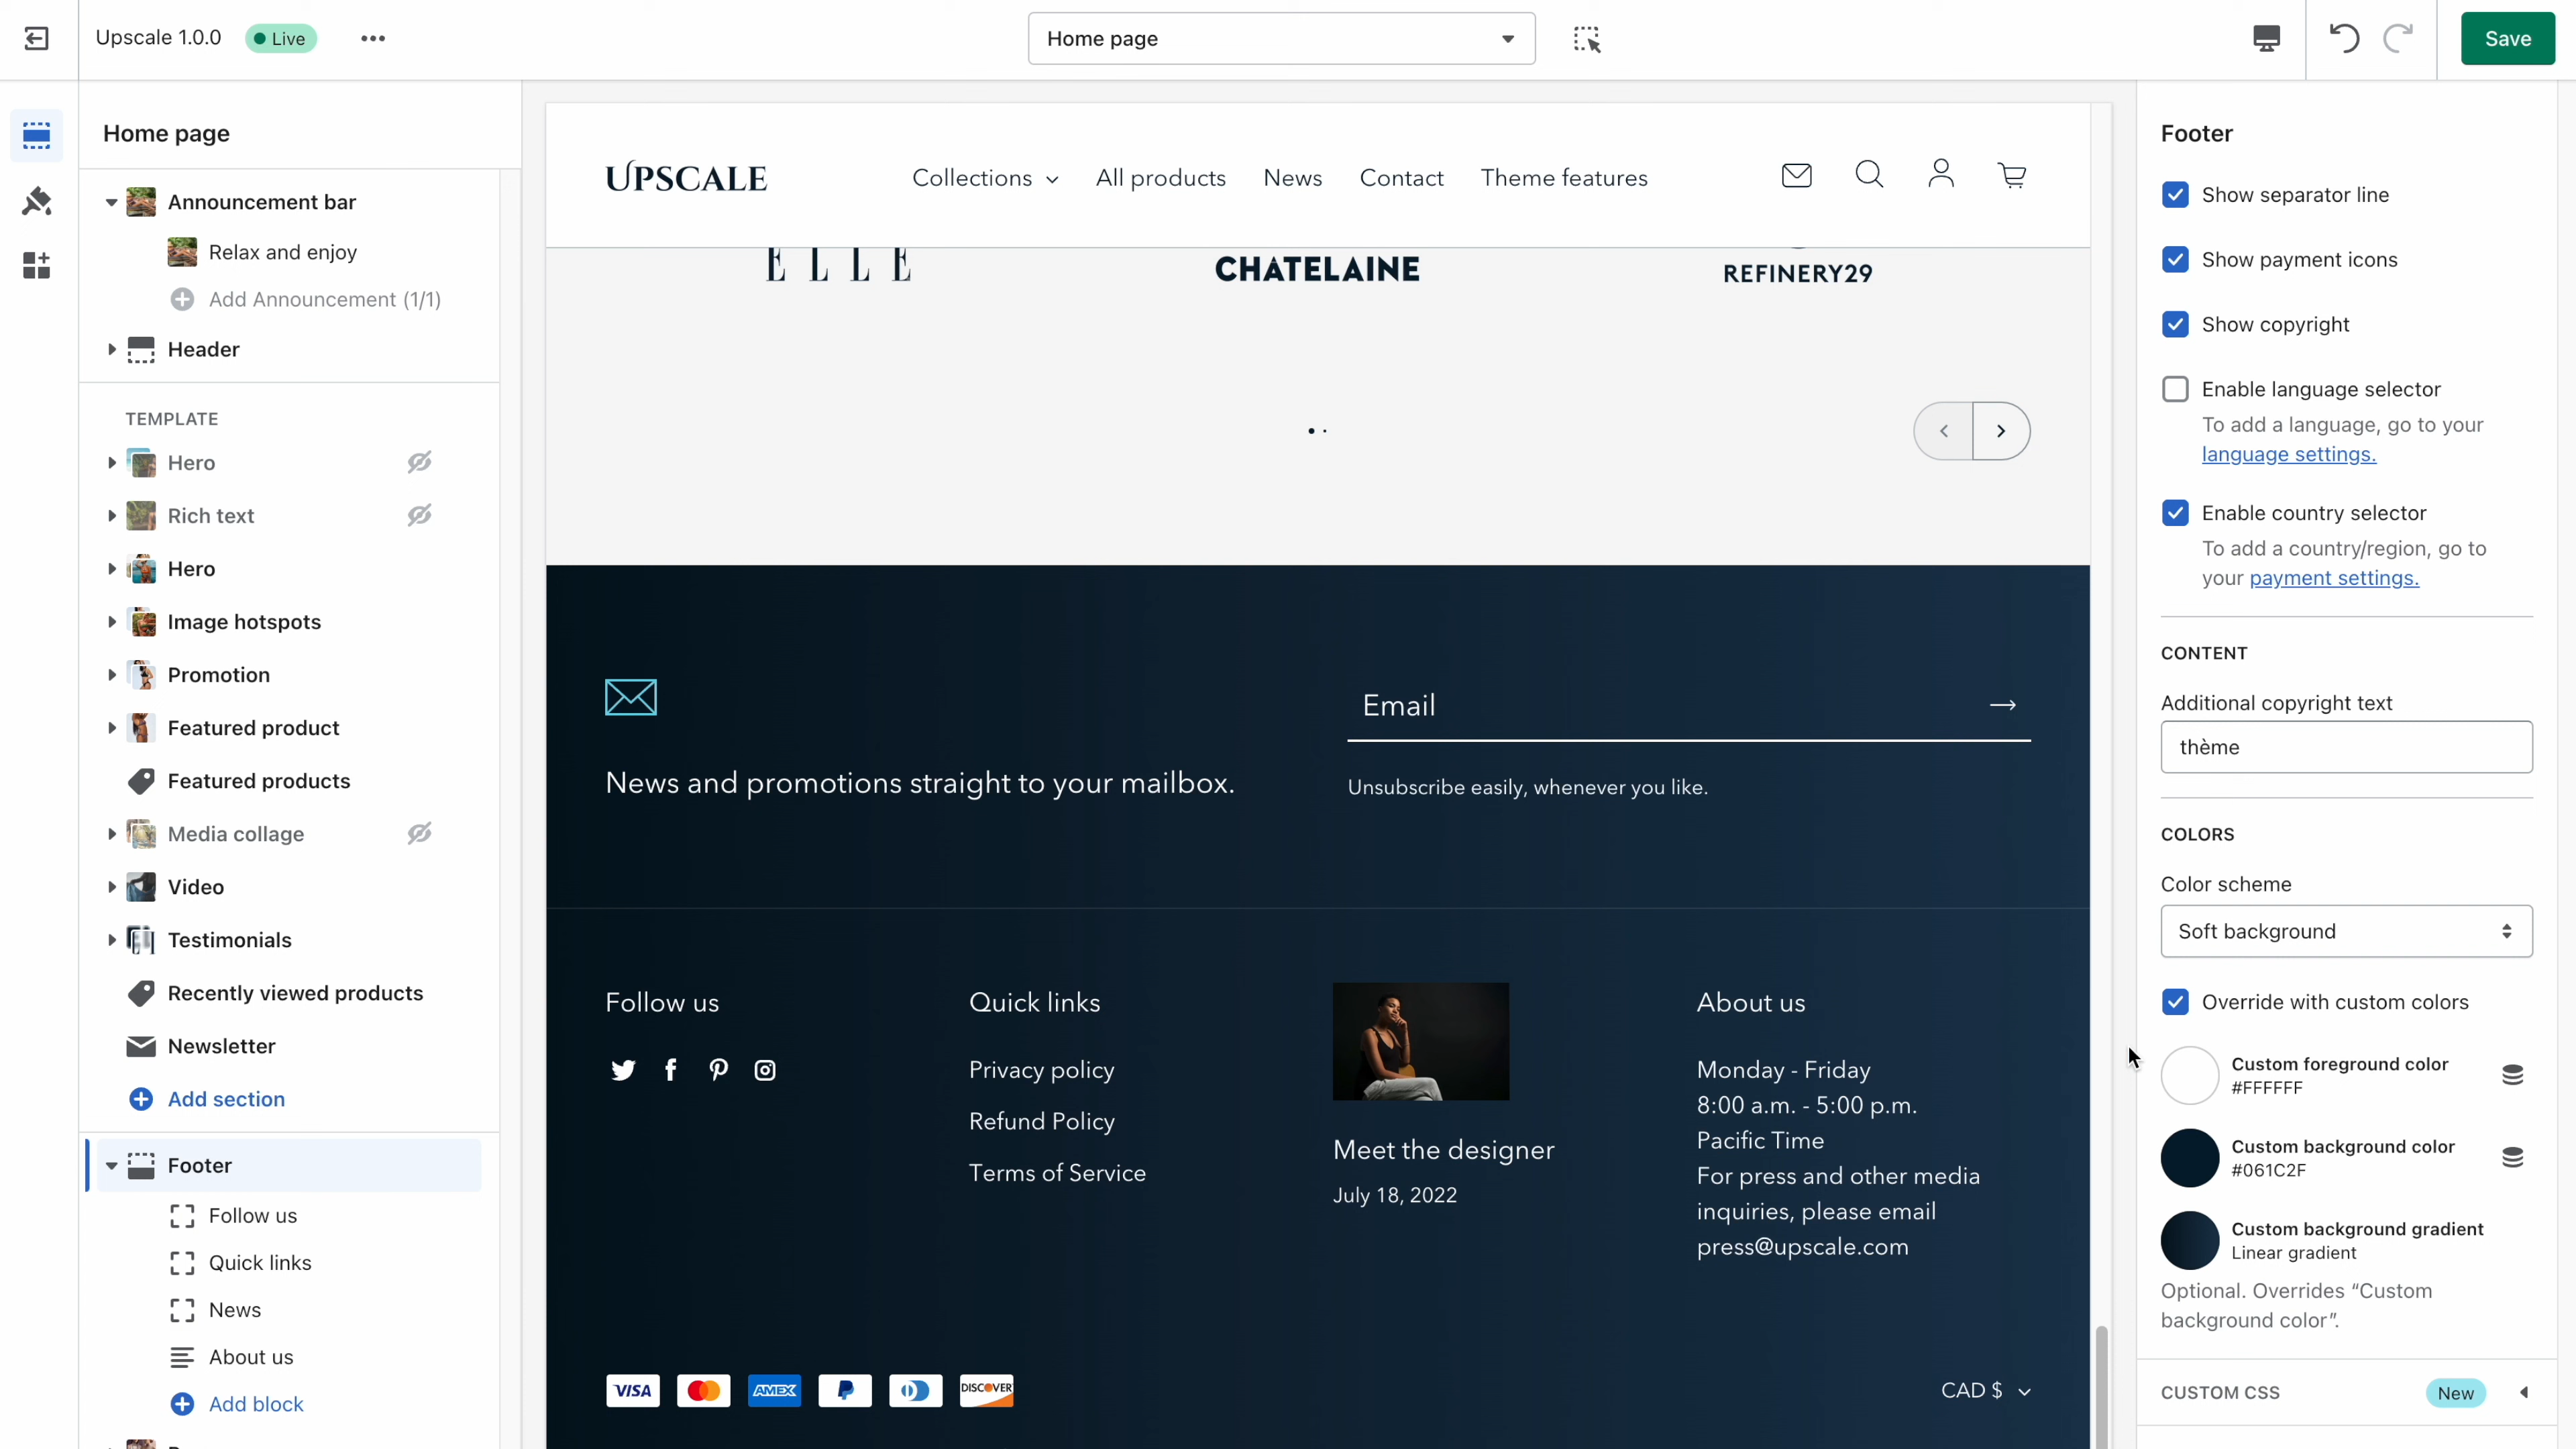 Upscale 1.0.0
Live
Home page
Save
Home page
Announcement bar
Relax and enjoy
Add Announcement (1/1)
Header
TEMPLATE
Hero
Rich text
Hero
Image hotspots
Promotion
Featured product
Featured products
Media collage
Video
Testimonials
Recently viewed products
Newsletter
Add section
Footer
Follow us
Quick links
News
About us
Add block
UPSCALE
Collections
All products
News
Contact
Theme features
ELLE
CHATELAINE
REFINERY29
Email
News and promotions straight to your mailbox.
Unsubscribe easily, whenever you like.
Follow us
Quick links
Privacy policy
Refund Policy
Terms of Service
Meet the designer
July 18, 2022
About us
Monday - Friday
8:00 a.m. - 5:00 p.m.
Pacific Time
For press and other media
inquiries, please email
press@upscale.com
VISA
AMEX
DISCOVER
CAD $
Footer
Show separator line
Show payment icons
Show copyright
Enable language selector
To add a language, go to your
language settings.
Enable country selector
To add a country/region, go to
your payment settings.
CONTENT
Additional copyright text
thème
COLORS
Color scheme
Soft background
Override with custom colors
Custom foreground color
#FFFFFF
Custom background color
#061C2F
Custom background gradient
Linear gradient
Optional. Overrides “Custom
background color”.
CUSTOM CSS
New